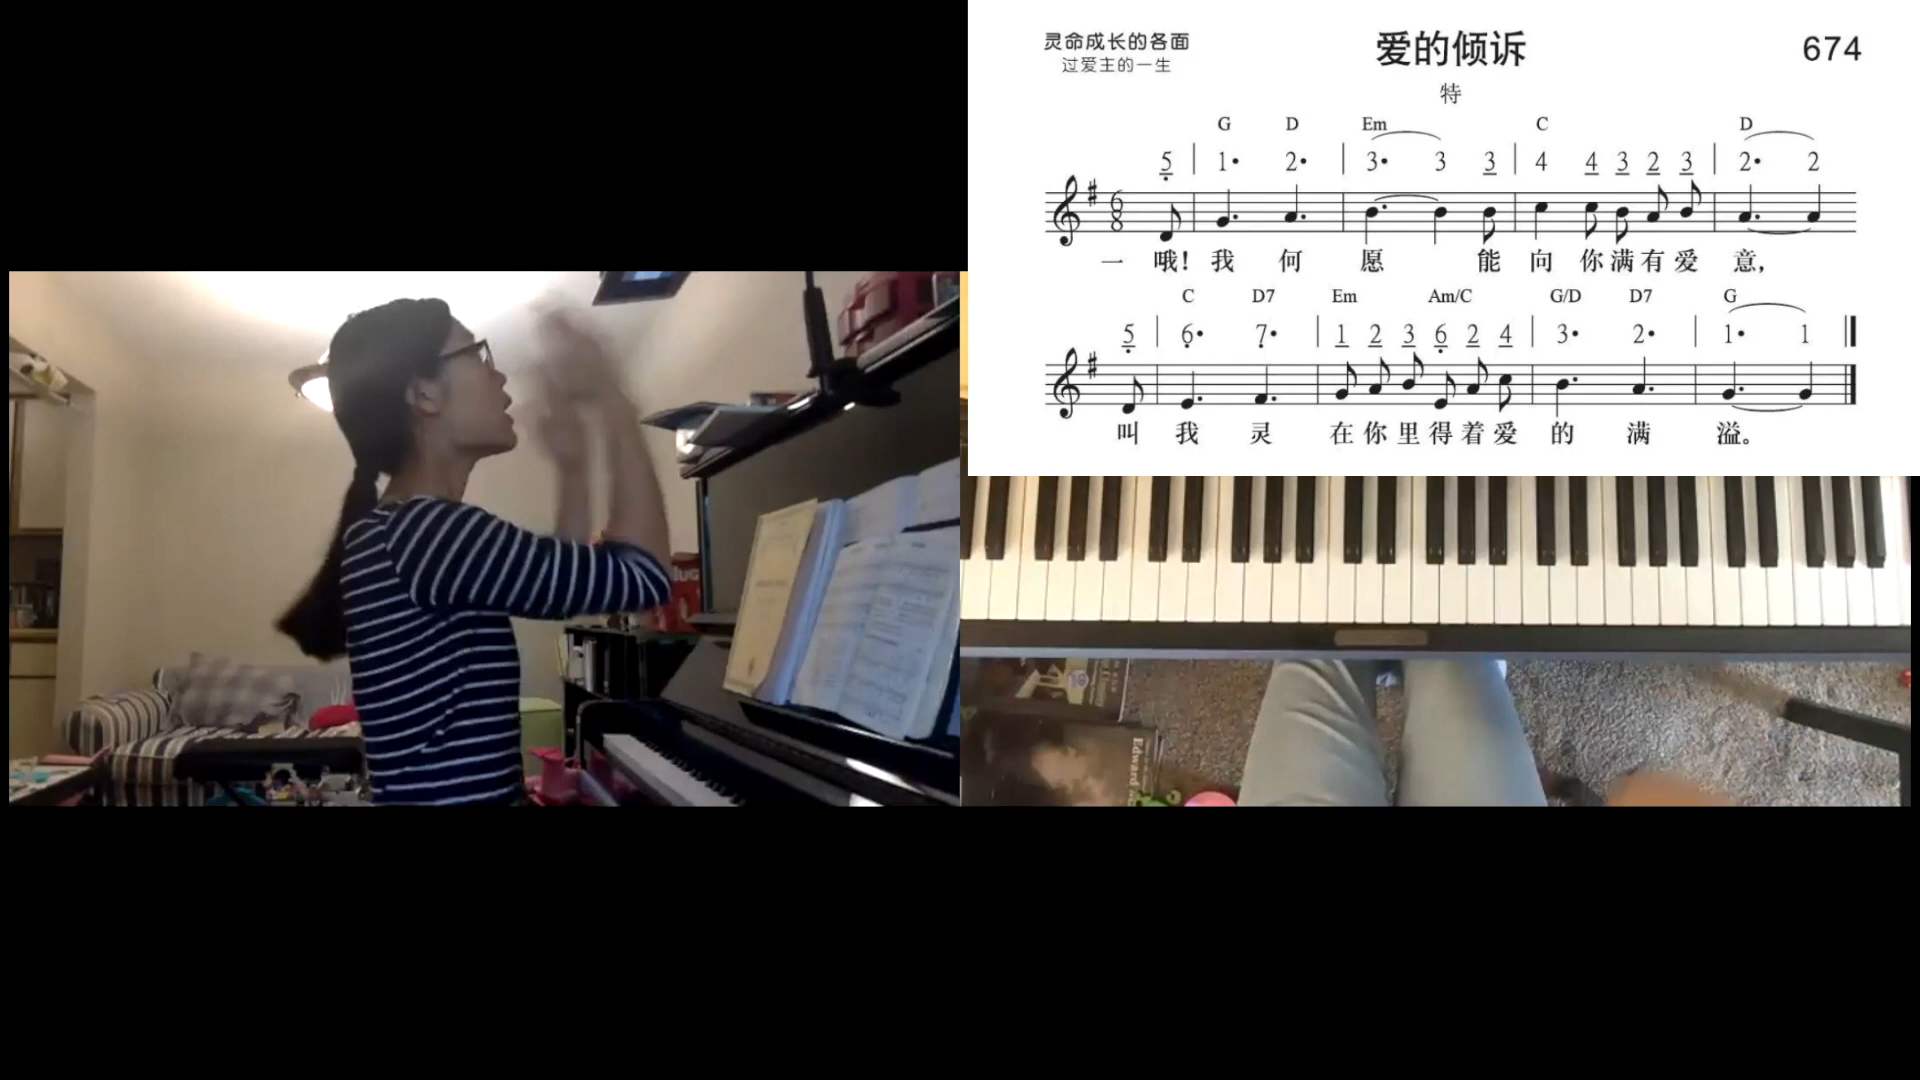 灵命成长的各面
爱的倾诉
674
过爱主的一生
特
G D Em C D
5 | 1• 2• | 3• 3 3 | 4 4 3 2 3 | 2• 2
6
8
一 哦! 我 何 愿 能 向 你 满 有 爱 意,
C D7 Em Am/C G/D D7 G
5 | 6• 7• | 1 2 3 6 2 4 | 3• 2• | 1• 1
叫 我 灵 在 你 里 得 着 爱 的 满 溢。
Edward